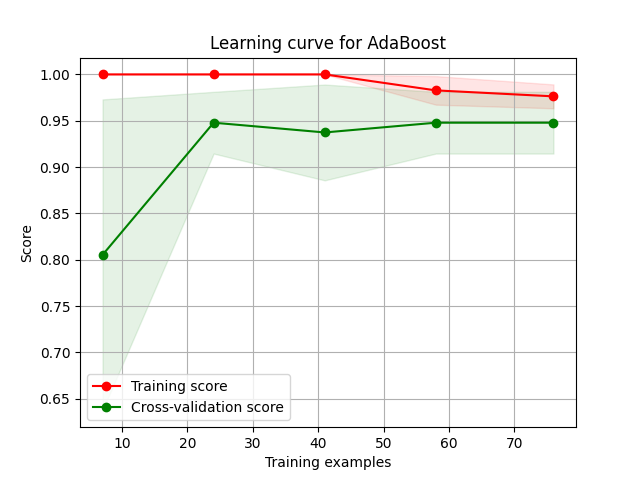 Learning curve for AdaBoost
1.00
0.95
0.90
0.85
0.80
0.75
0.70
0.65
Score
Training score
Cross-validation score
10 20 30 40 50 60 70
Training examples